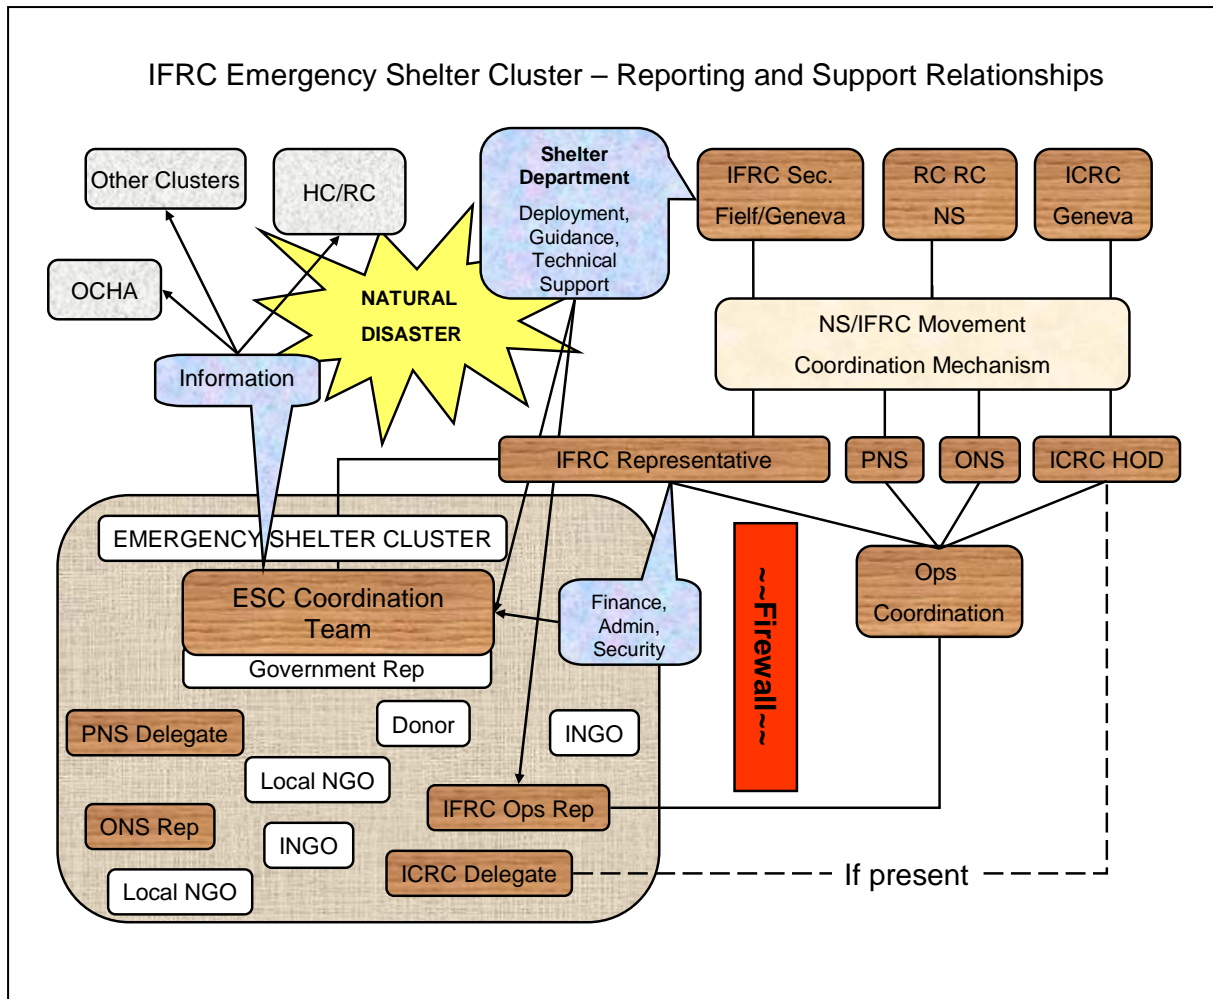 IFRC Emergency Shelter Cluster – Reporting and Support Relationships
Other Clusters
HC/RC
OCHA
Information
NATURAL
DISASTER
Shelter
Department
Deployment,
Guidance,
Technical
Support
IFRC Sec.
Fielf/Geneva
RC RC
NS
ICRC
Geneva
NS/IFRC Movement
Coordination Mechanism
IFRC Representative
PNS
ONS
ICRC HOD
EMERGENCY SHELTER CLUSTER
ESC Coordination
Team
Government Rep
Finance,
Admin,
Security
~~Firewall~~
Ops
Coordination
PNS Delegate
Donor
INGO
Local NGO
IFRC Ops Rep
ONS Rep
INGO
ICRC Delegate
Local NGO
If present